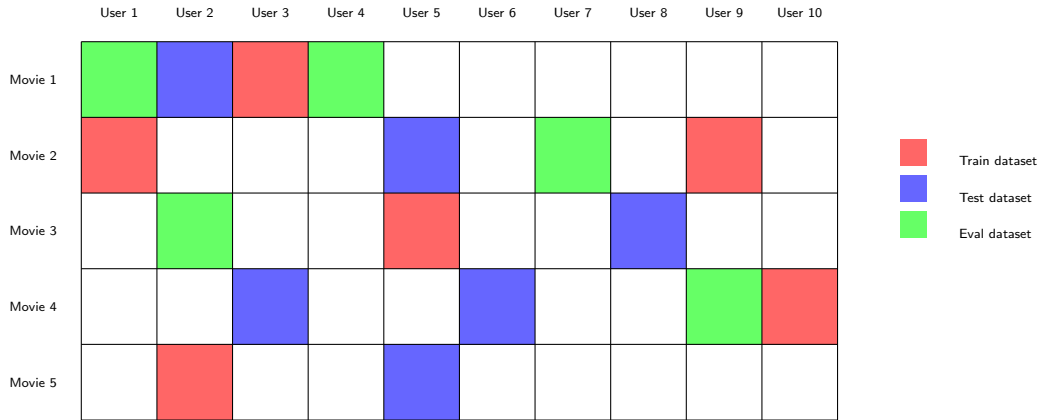 User 1 User 2 User 3 User 4 User 5 User 6 User 7 User 8 User 9 User 10
Movie 1
Movie 2
Movie 3
Movie 4
Movie 5
Train dataset
Test dataset
Eval dataset